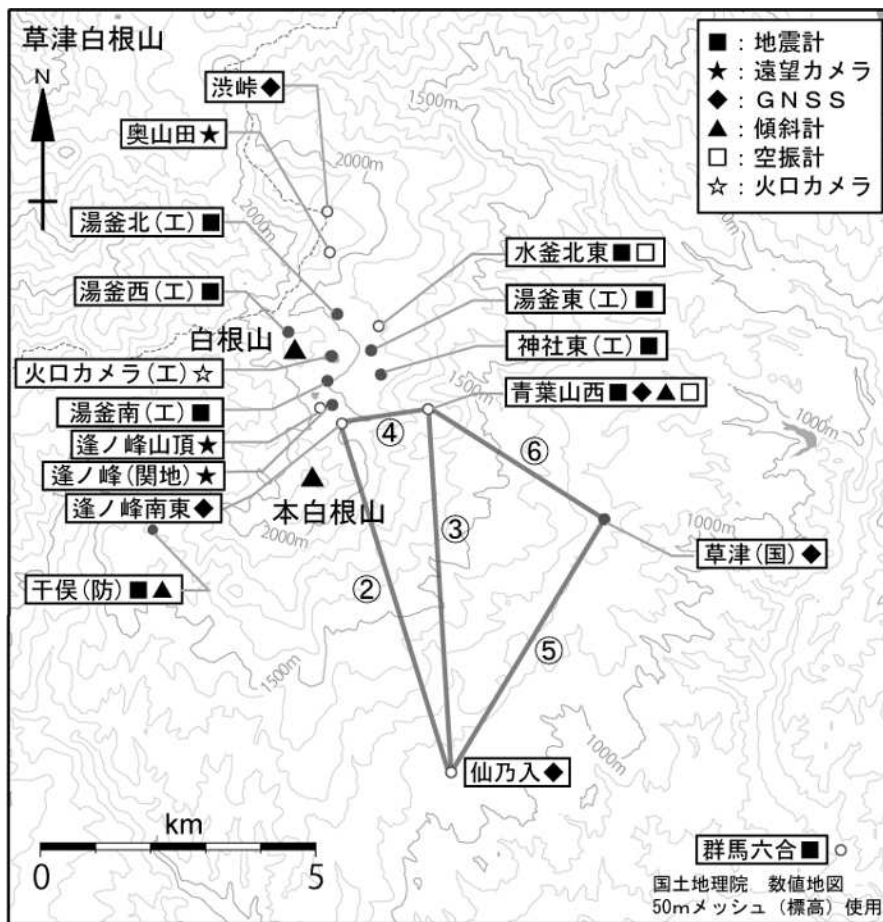 草津白根山
N
■：地震計
★：遠望カメラ
◆：ＧＮＳＳ
▲：傾斜計
□：空振計
☆：火口カメラ
渋峠◆
1500m
奥山田★
2000m
湯釜北(工)■
2000m
水釜北東■□
湯釜西(工)■
湯釜東(工)■
白根山
神社東(工)■
火口カメラ(工)☆
1500m
青葉山西■◆▲□
1000m
湯釜南(工)■
④
逢ノ峰山頂★
⑥
逢ノ峰(関地)★
逢ノ峰南東◆
本白根山
2000m
③
1000m
草津(国)◆
干俣(防)■▲
②
⑤
1500m
1000m
仙乃入◆
km
0 5
群馬六合■
国土地理院　数値地図
50mメッシュ（標高）使用